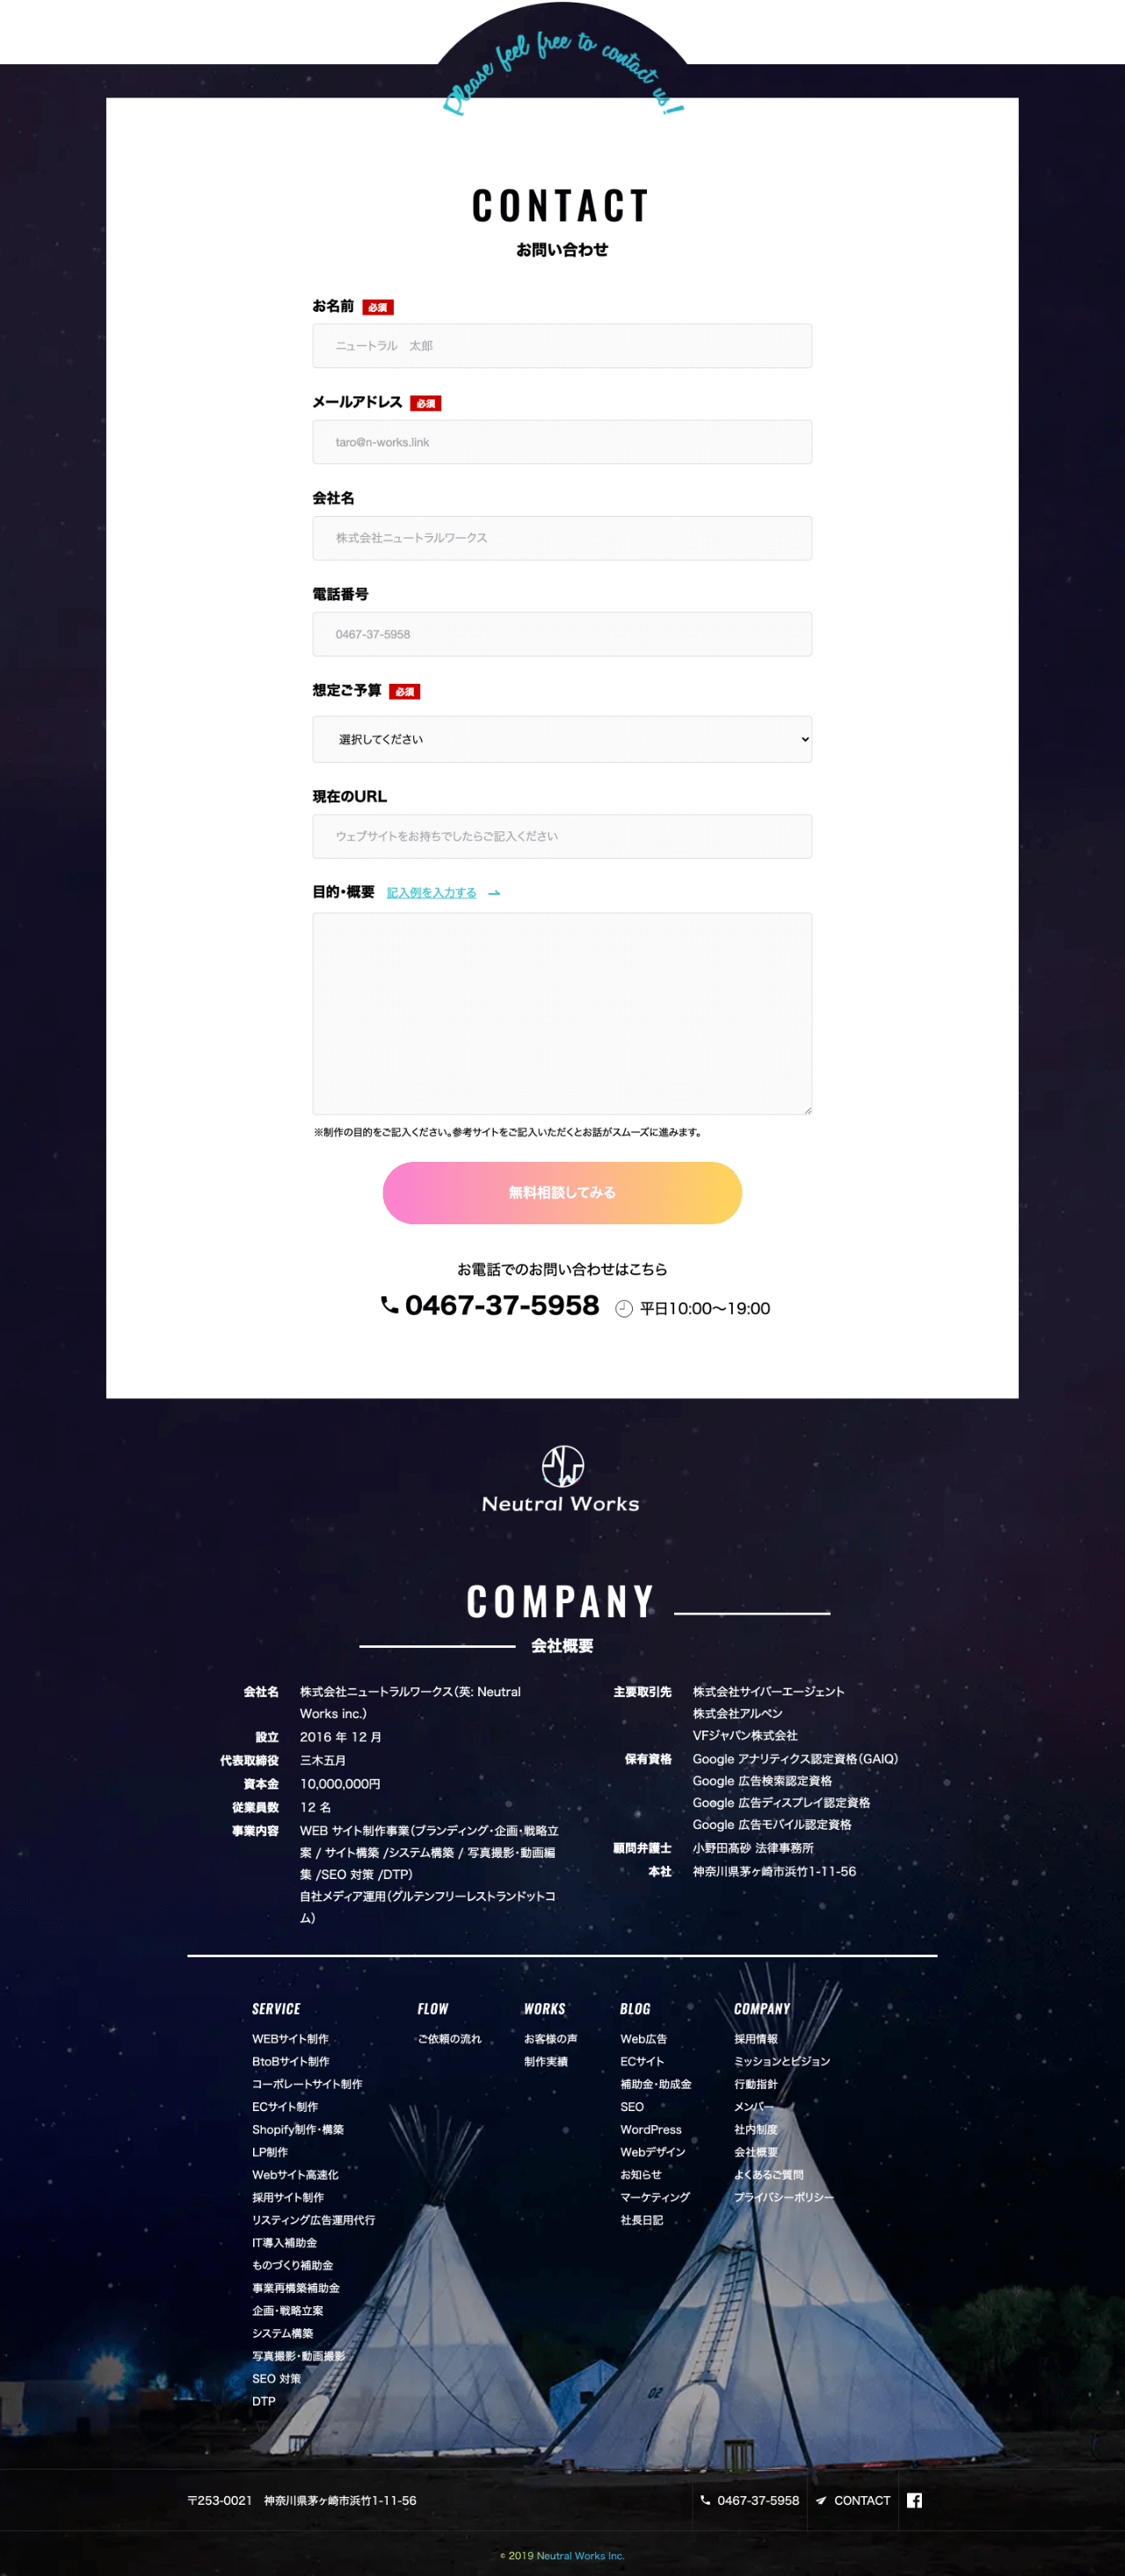 Please feel free to contact us!
CONTACT
お問い合わせ
お名前 必須
ニュートラル　太郎
メールアドレス 必須
taro@n-works.link
会社名
株式会社ニュートラルワークス
電話番号
0467-37-5958
想定ご予算 必須
選択してください
現在のURL
ウェブサイトをお持ちでしたらご記入ください
目的・概要 記入例を入力する
※制作の目的をご記入ください。参考サイトをご記入いただくとお話がスムーズに進みます。
無料相談してみる
お電話でのお問い合わせはこちら
0467-37-5958 平日10:00〜19:00
NW
Neutral Works
COMPANY
会社概要
会社名 株式会社ニュートラルワークス（英: Neutral
Works inc.）
設立 2016 年 12 月
代表取締役 三木五月
資本金 10,000,000円
従業員数 12 名
事業内容 WEB サイト制作事業（ブランディング・企画・戦略立
案 / サイト構築 /システム構築 / 写真撮影・動画編
集 /SEO 対策 /DTP）
自社メディア運用（グルテンフリーレストランドットコ
ム）
主要取引先 株式会社サイバーエージェント
株式会社アルペン
VFジャパン株式会社
保有資格 Google アナリティクス認定資格（GAIQ）
Google 広告検索認定資格
Google 広告ディスプレイ認定資格
Google 広告モバイル認定資格
顧問弁護士 小野田髙砂 法律事務所
本社 神奈川県茅ヶ崎市浜竹1-11-56
SERVICE
WEBサイト制作
BtoBサイト制作
コーポレートサイト制作
ECサイト制作
Shopify制作・構築
LP制作
Webサイト高速化
採用サイト制作
リスティング広告運用代行
IT導入補助金
ものづくり補助金
事業再構築補助金
企画・戦略立案
システム構築
写真撮影・動画撮影
SEO 対策
DTP
FLOW
ご依頼の流れ
WORKS
お客様の声
制作実績
BLOG
Web広告
ECサイト
補助金・助成金
SEO
WordPress
Webデザイン
お知らせ
マーケティング
社長日記
COMPANY
採用情報
ミッションとビジョン
行動指針
メンバー
社内制度
会社概要
よくあるご質問
プライバシーポリシー
02
〒253-0021　神奈川県茅ヶ崎市浜竹1-11-56
0467-37-5958
CONTACT
© 2019 Neutral Works Inc.